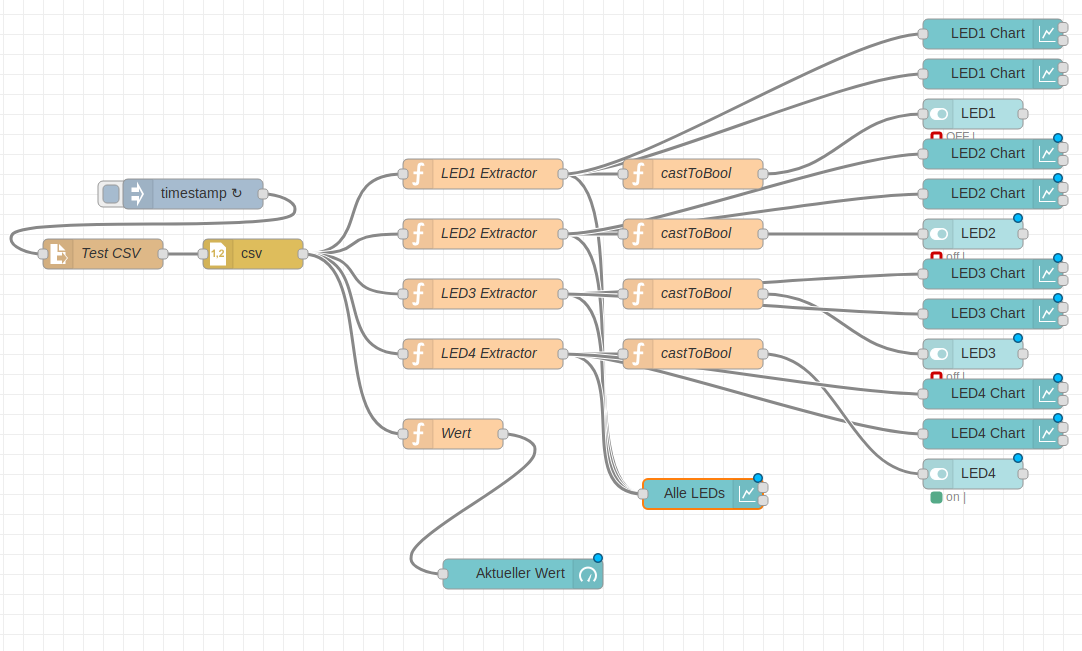 LED1 Chart
LED1 Chart
LED1
OFF |
LED1 Extractor
castToBool
LED2 Chart
timestamp ↻
LED2 Chart
LED2 Extractor
castToBool
LED2
off |
Test CSV
1,2 csv
LED3 Chart
LED3 Extractor
castToBool
LED3 Chart
LED4 Extractor
castToBool
LED3
off |
LED4 Chart
Wert
LED4 Chart
LED4
on |
Alle LEDs
Aktueller Wert